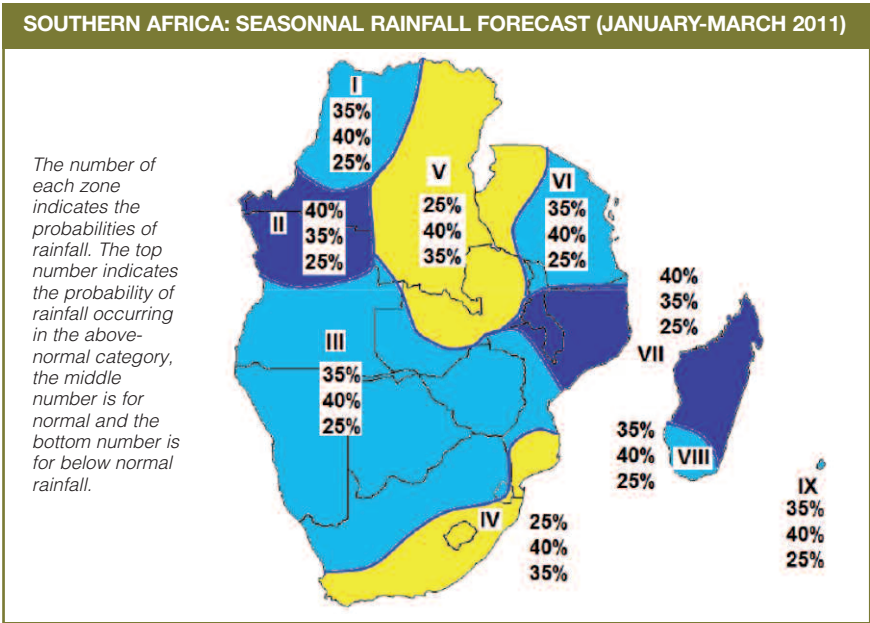 SOUTHERN AFRICA: SEASONNAL RAINFALL FORECAST (JANUARY-MARCH 2011)
The number of
each zone
indicates the
probabilities of
rainfall. The top
number indicates
the probability of
rainfall occurring
in the above-
normal category,
the middle
number is for
normal and the
bottom number is
for below normal
rainfall.
I
35%
40%
25%
II
40%
35%
25%
V
25%
40%
35%
VI
35%
40%
25%
III
35%
40%
25%
40%
35%
25%
VII
35%
40%
25%
VIII
IX
35%
40%
25%
IV
25%
40%
35%